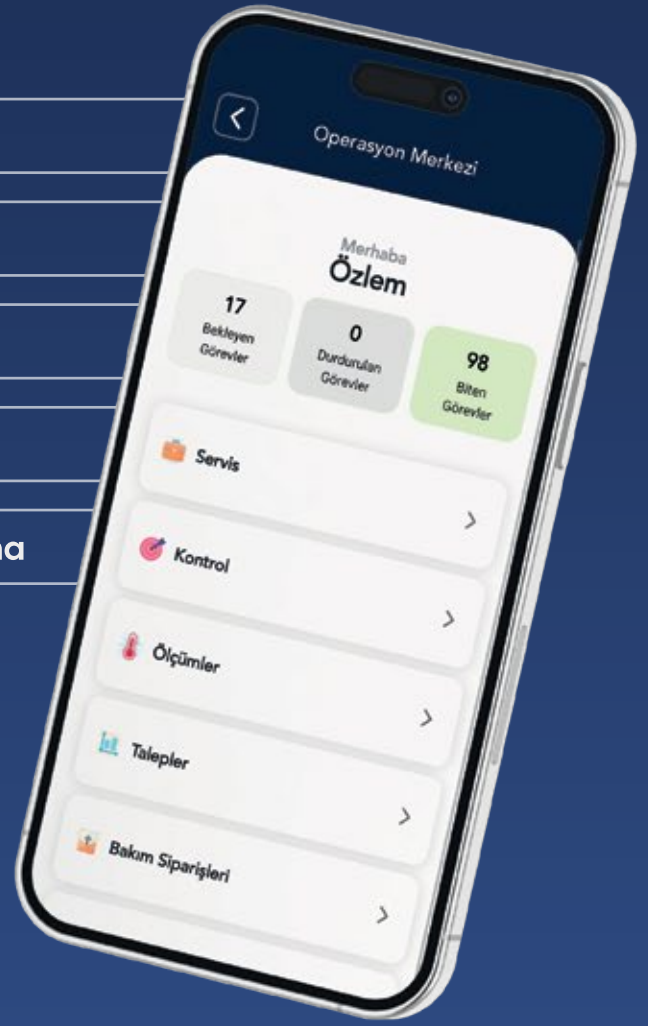 Operasyon Merkezi
Merhaba
Özlem
17
Bekleyen
Görevler
0
Durdurulan
Görevler
98
Biten
Görevler
Servis
Kontrol
Ölçümler
Talepler
Bakım Siparişleri